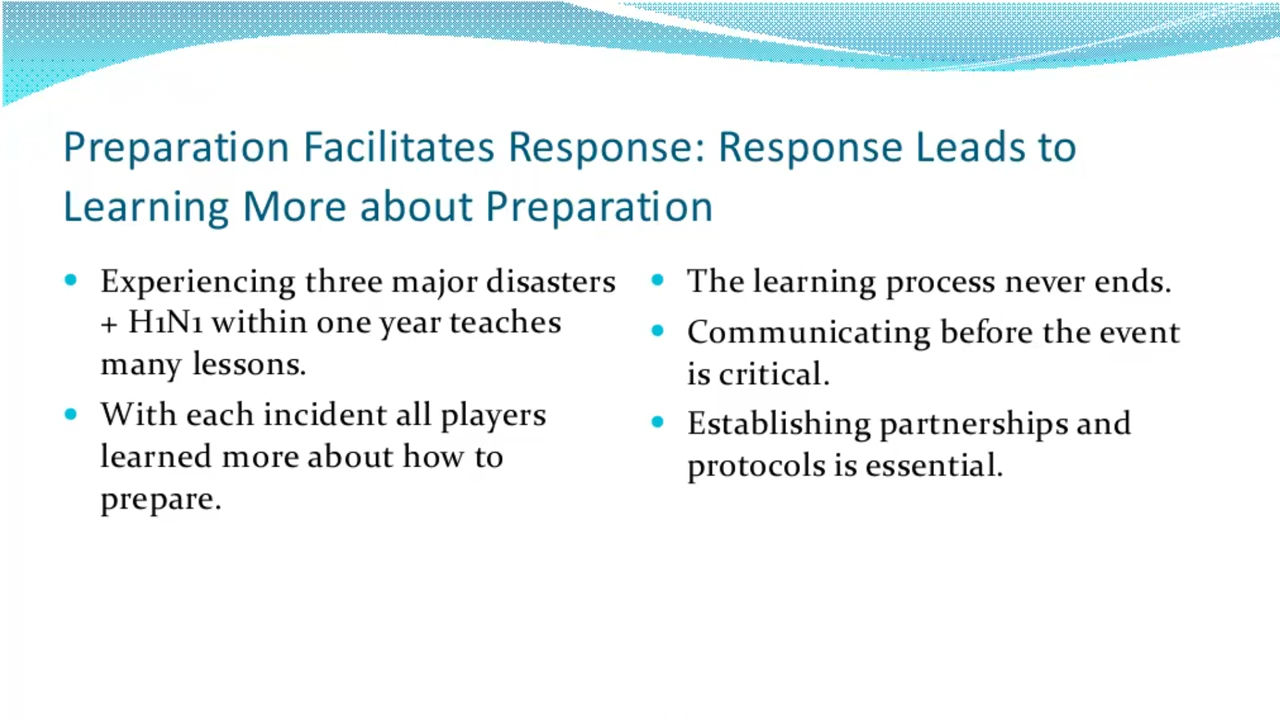 Preparation Facilitates Response: Response Leads to
Learning More about Preparation
• Experiencing three major disasters
+ H1N1 within one year teaches
many lessons.
• With each incident all players
learned more about how to
prepare.
• The learning process never ends.
• Communicating before the event
is critical.
• Establishing partnerships and
protocols is essential.